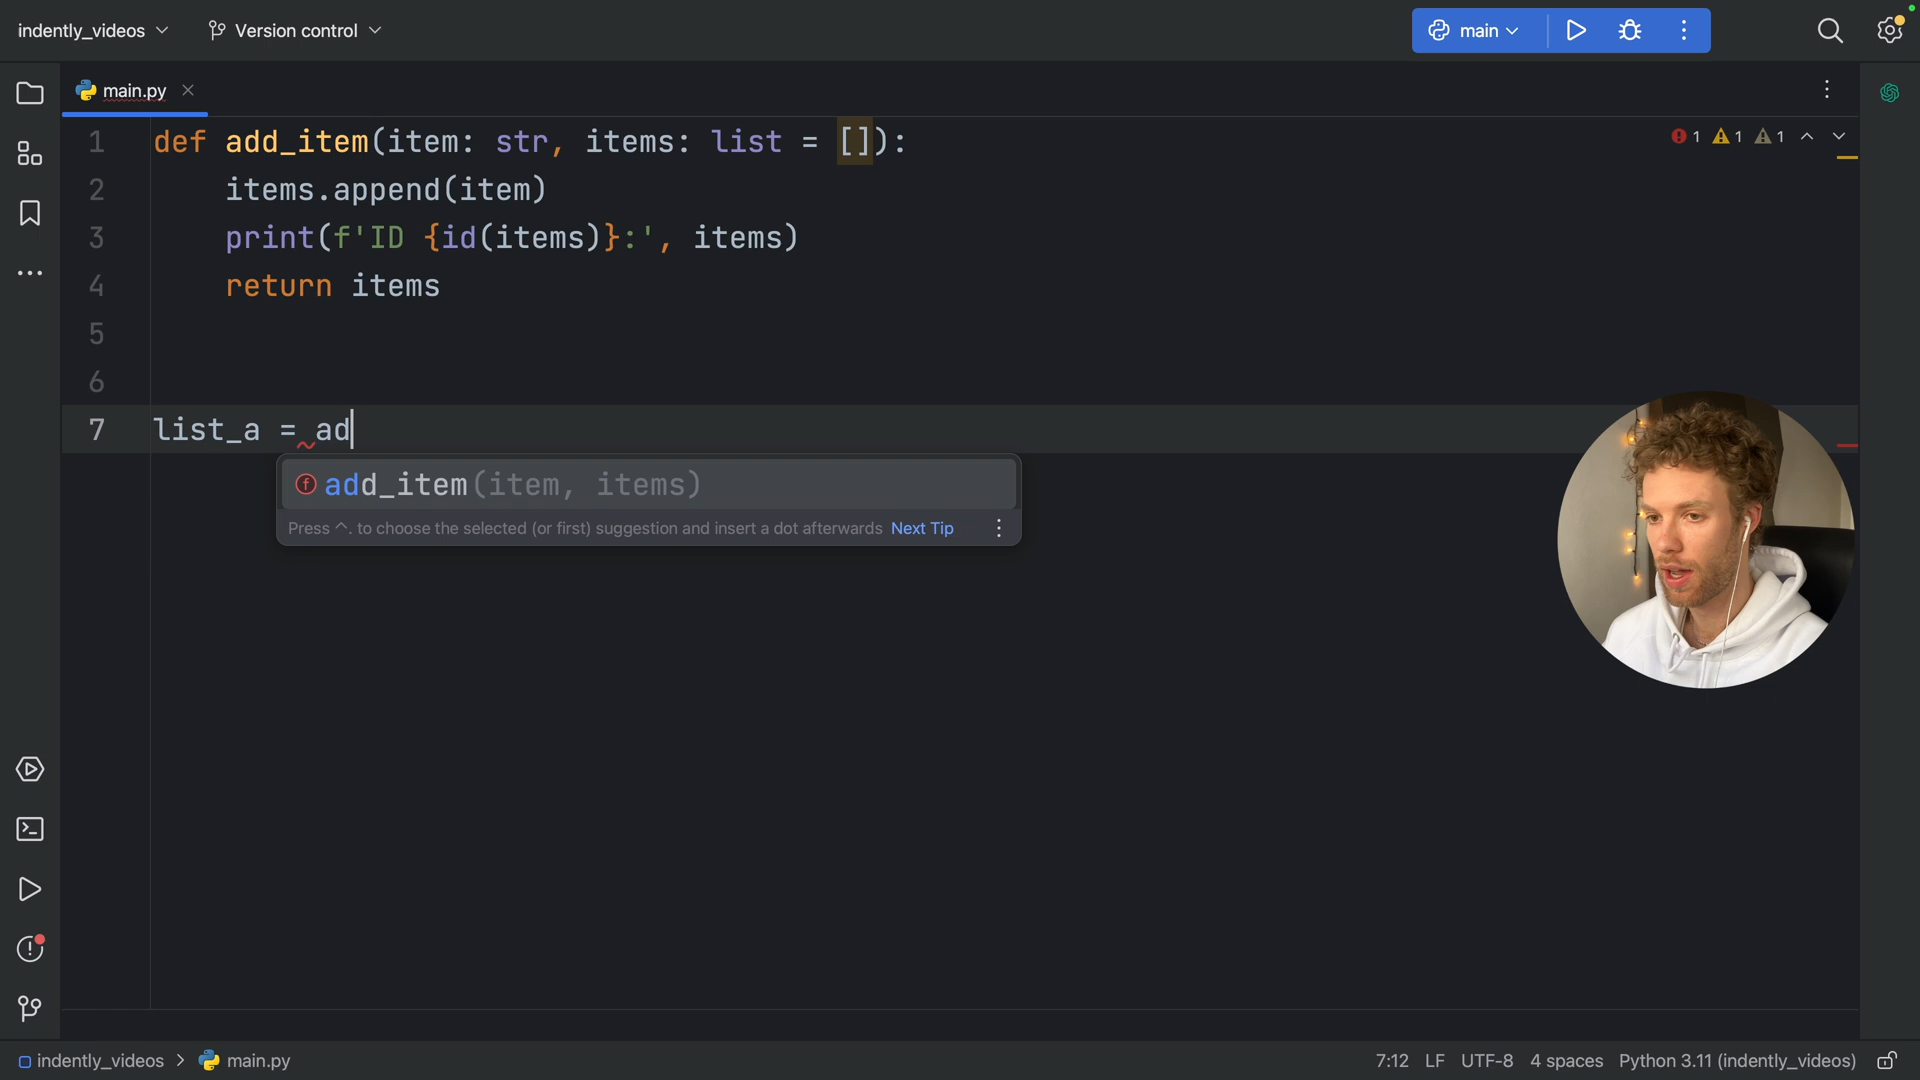 indently_videos Version control main
main.py
1 def add_item(item: str, items: list = []): 1 1 1
2 items.append(item)
3 print(f'ID {id(items)}:', items)
4 return items
5
6
7 list_a = ad
f add_item(item, items)
Press ^. to choose the selected (or first) suggestion and insert a dot afterwards Next Tip
indently_videos > main.py 7:12 LF UTF-8 4 spaces Python 3.11 (indently_videos)